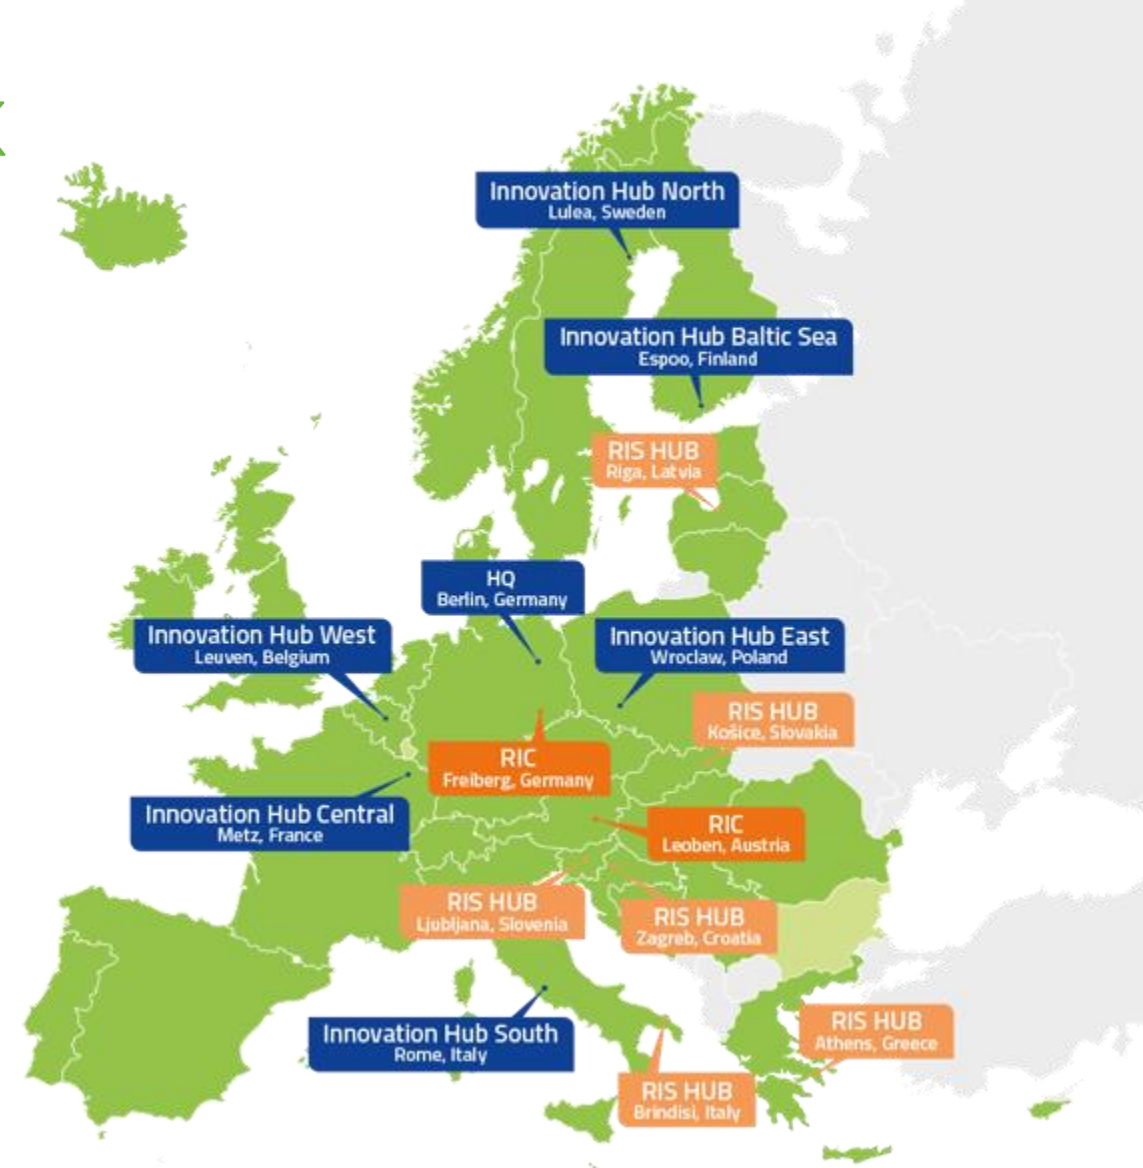 Innovation Hub North
Lulea, Sweden
Innovation Hub Baltic Sea
Espoo, Finland
RIS HUB
Riga, Latvia
HQ
Berlin, Germany
Innovation Hub West
Leuven, Belgium
Innovation Hub East
Wroclaw, Poland
RIS HUB
Košice, Slovakia
RIC
Freiberg, Germany
Innovation Hub Central
Metz, France
RIC
Leoben, Austria
RIS HUB
Ljubljana, Slovenia
RIS HUB
Zagreb, Croatia
Innovation Hub South
Rome, Italy
RIS HUB
Athens, Greece
RIS HUB
Brindisi, Italy